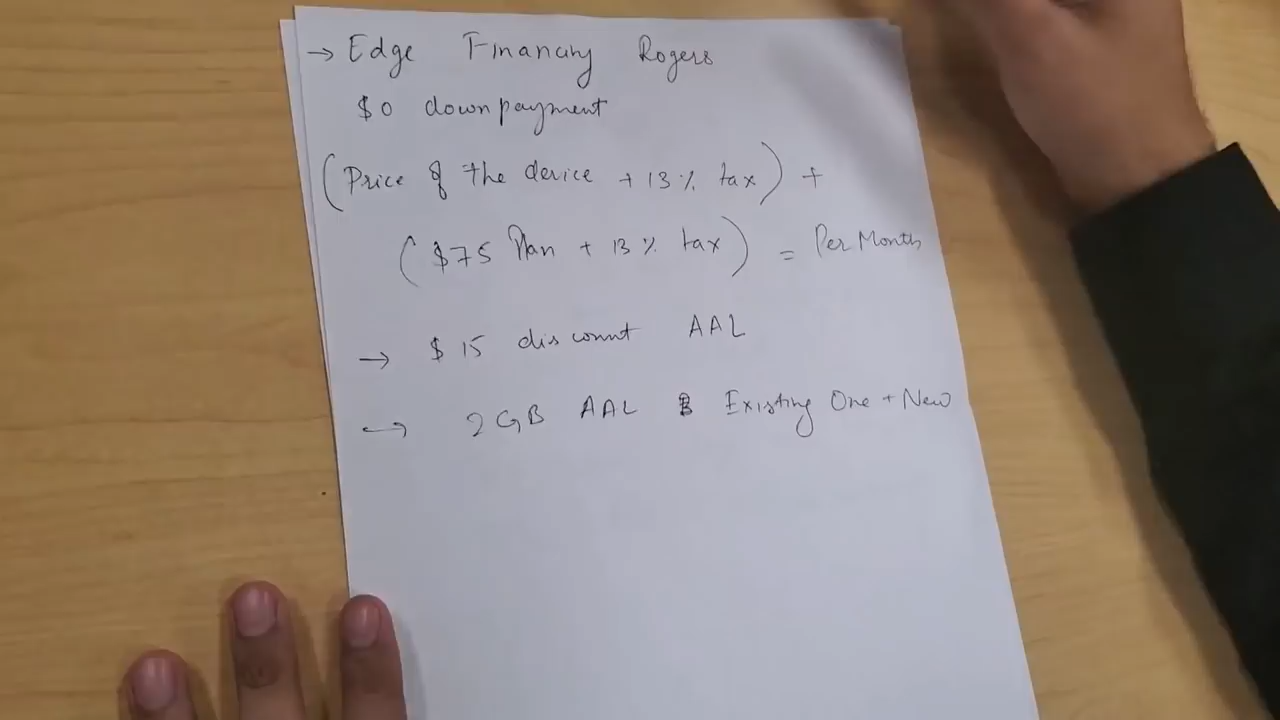 → Edge Financing Rogers
$0 downpayment
(Price of the device + 13% tax) +
($75 Plan + 13% tax) = Per Month
→ $15 discount AAL
→ 2GB AAL Existing One + New